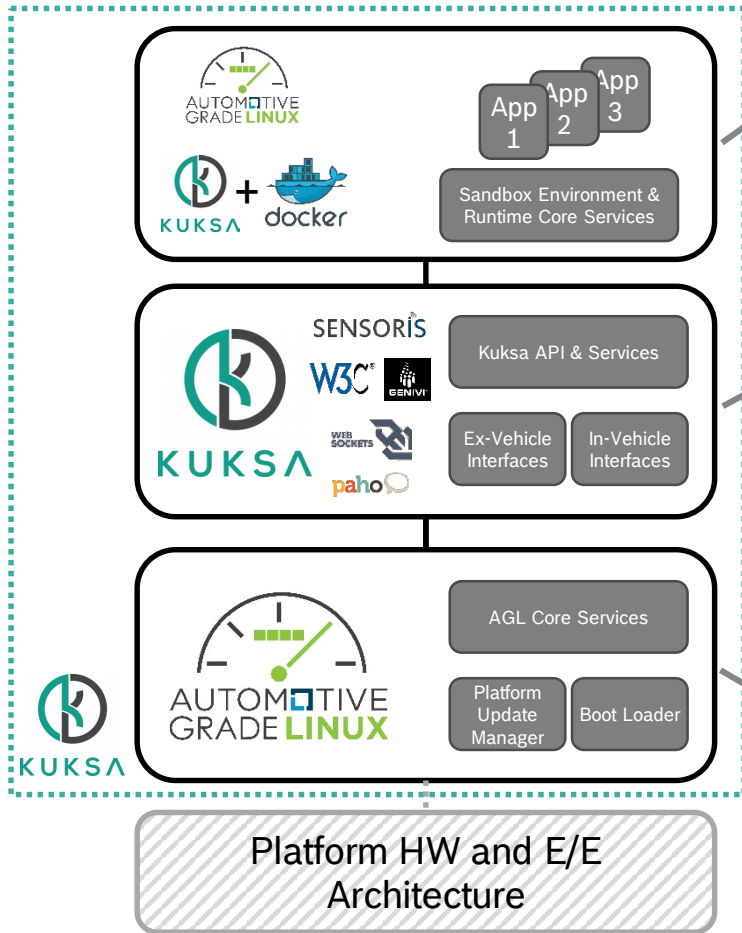 AUTOMOTIVE
GRADE LINUX
KUKSA
+
docker
App
1
App
2
App
3
Sandbox Environment &
Runtime Core Services
KUKSA
SENSORIS
W3C®
GENIVI®
WEB
SOCKETS
paho
Kuksa API & Services
Ex-Vehicle
Interfaces
In-Vehicle
Interfaces
AUTOMOTIVE
GRADE LINUX
AGL Core Services
Platform
Update
Manager
Boot Loader
KUKSA
Platform HW and E/E
Architecture